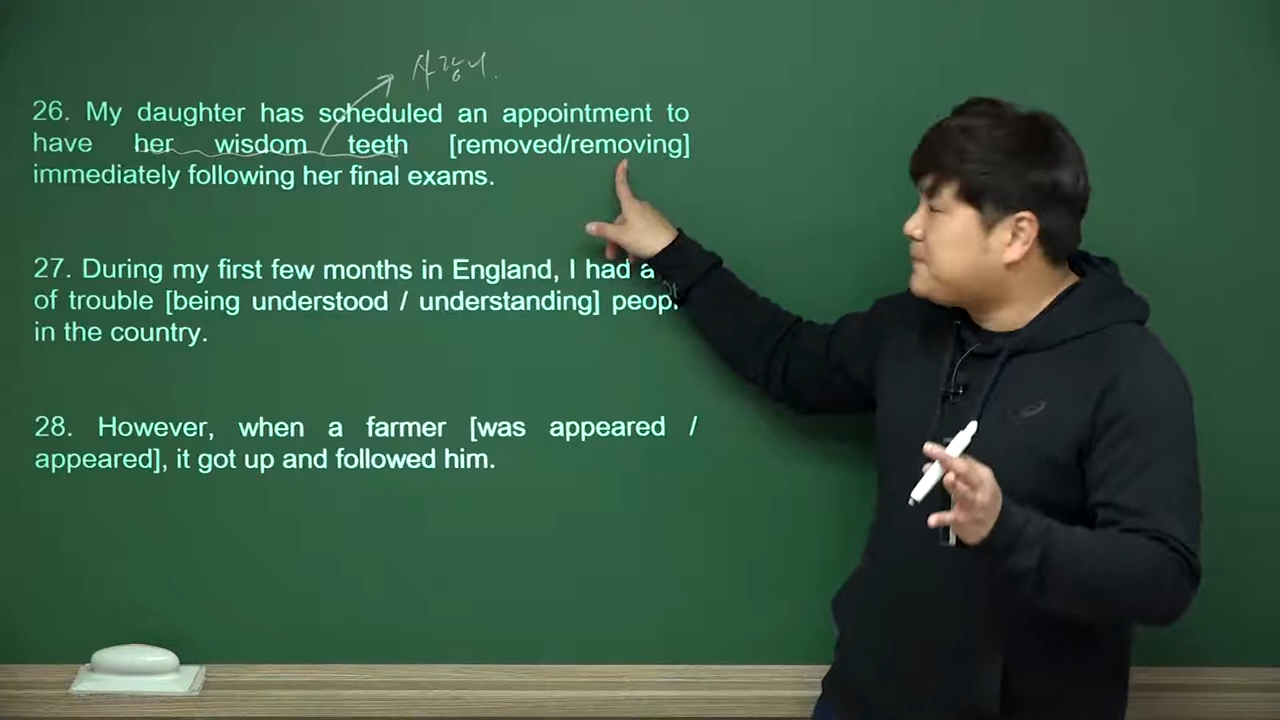 사랑니.
26. My daughter has scheduled an appointment to
have her wisdom teeth [removed/removing]
immediately following her final exams.
27. During my first few months in England, I had a
of trouble [being understood / understanding]
in the country.
28. However, when a farmer [was appeared /
appeared], it got up and followed him.